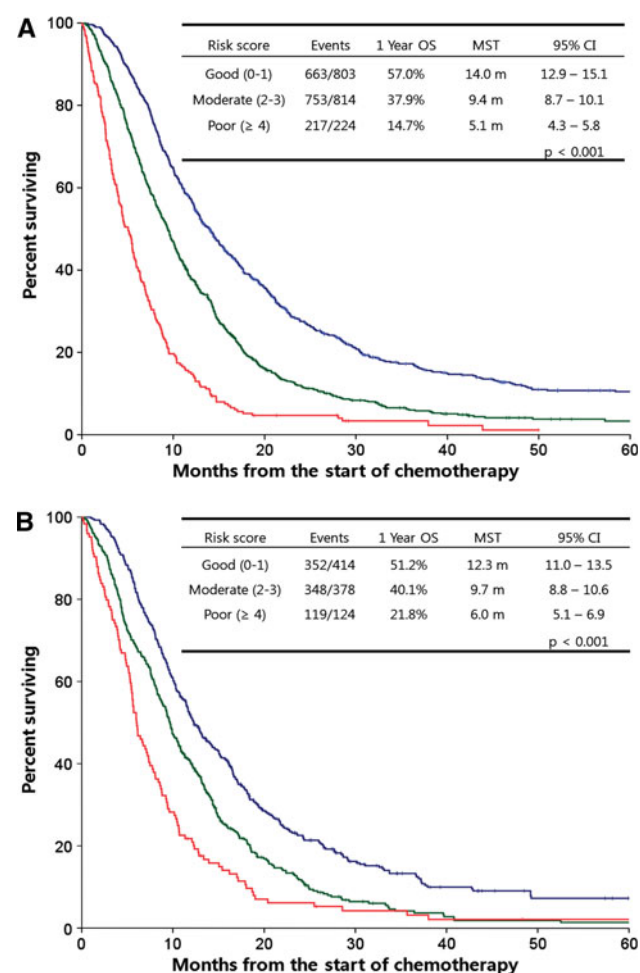 A
Risk score Events 1 Year OS MST 95% CI
Good (0-1) 663/803 57.0% 14.0 m 12.9 – 15.1
Moderate (2-3) 753/814 37.9% 9.4 m 8.7 – 10.1
Poor (≥ 4) 217/224 14.7% 5.1 m 4.3 – 5.8
p < 0.001
Percent surviving
100
80
60
40
20
0
0 10 20 30 40 50 60
Months from the start of chemotherapy
B
Risk score Events 1 Year OS MST 95% CI
Good (0-1) 352/414 51.2% 12.3 m 11.0 – 13.5
Moderate (2-3) 348/378 40.1% 9.7 m 8.8 – 10.6
Poor (≥ 4) 119/124 21.8% 6.0 m 5.1 – 6.9
p < 0.001
Percent surviving
100
80
60
40
20
0
0 10 20 30 40 50 60
Months from the start of chemotherapy